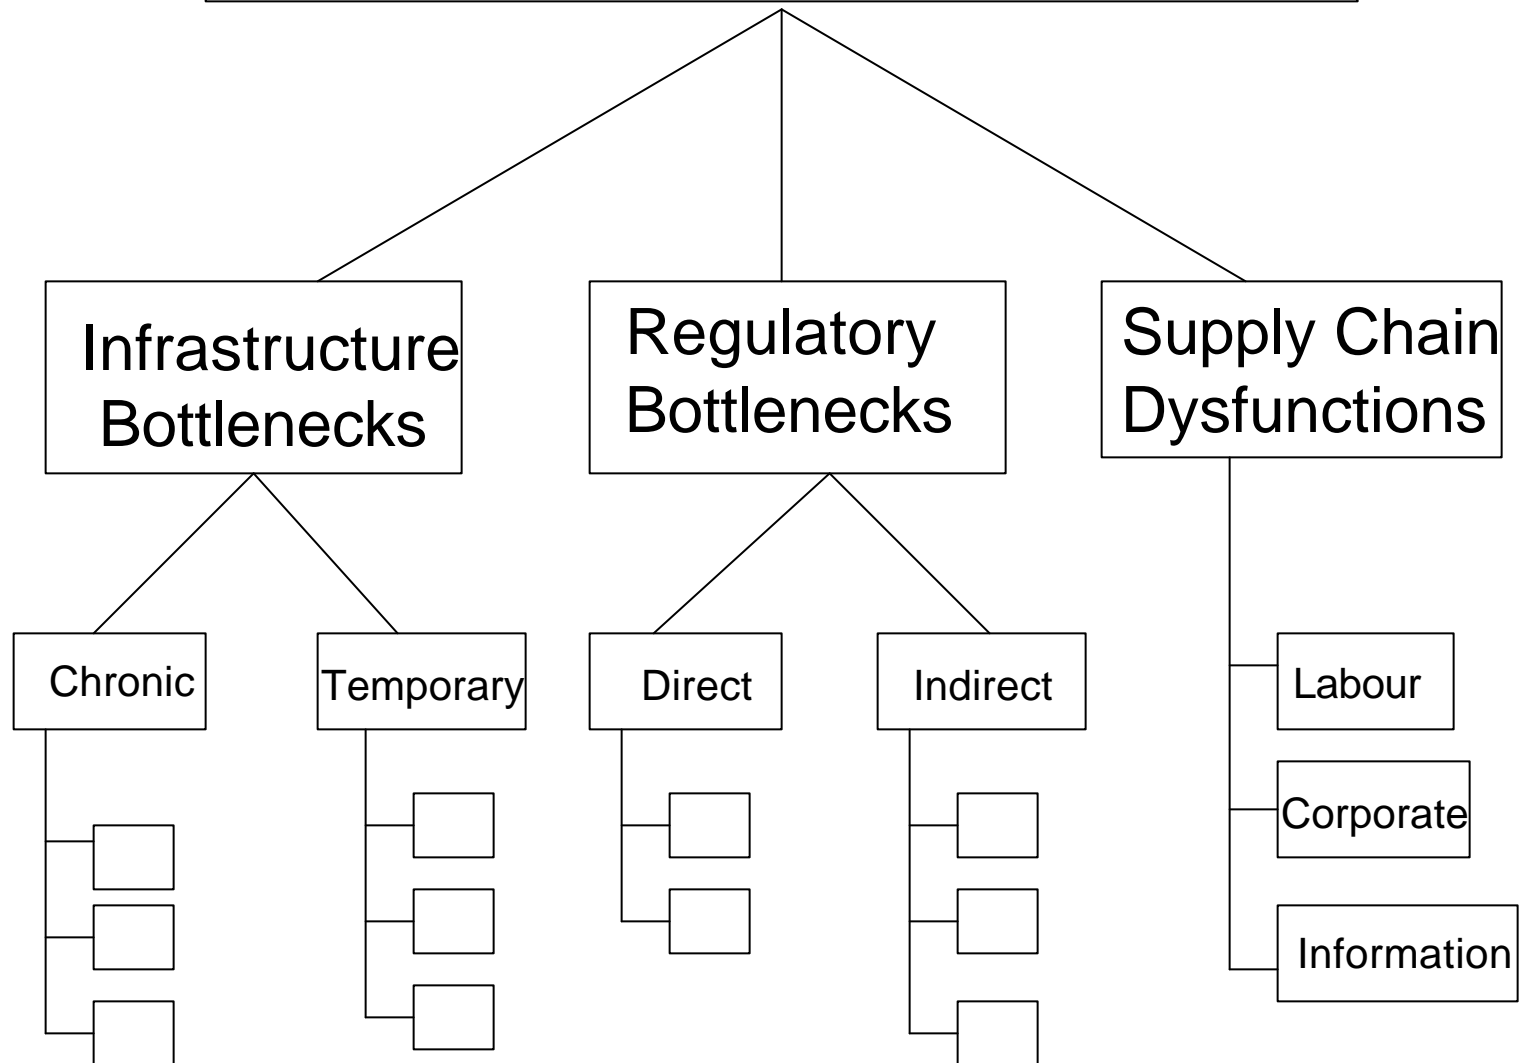 Infrastructure
Bottlenecks
Regulatory
Bottlenecks
Supply Chain
Dysfunctions
Chronic
Temporary
Direct
Indirect
Labour
Corporate
Information